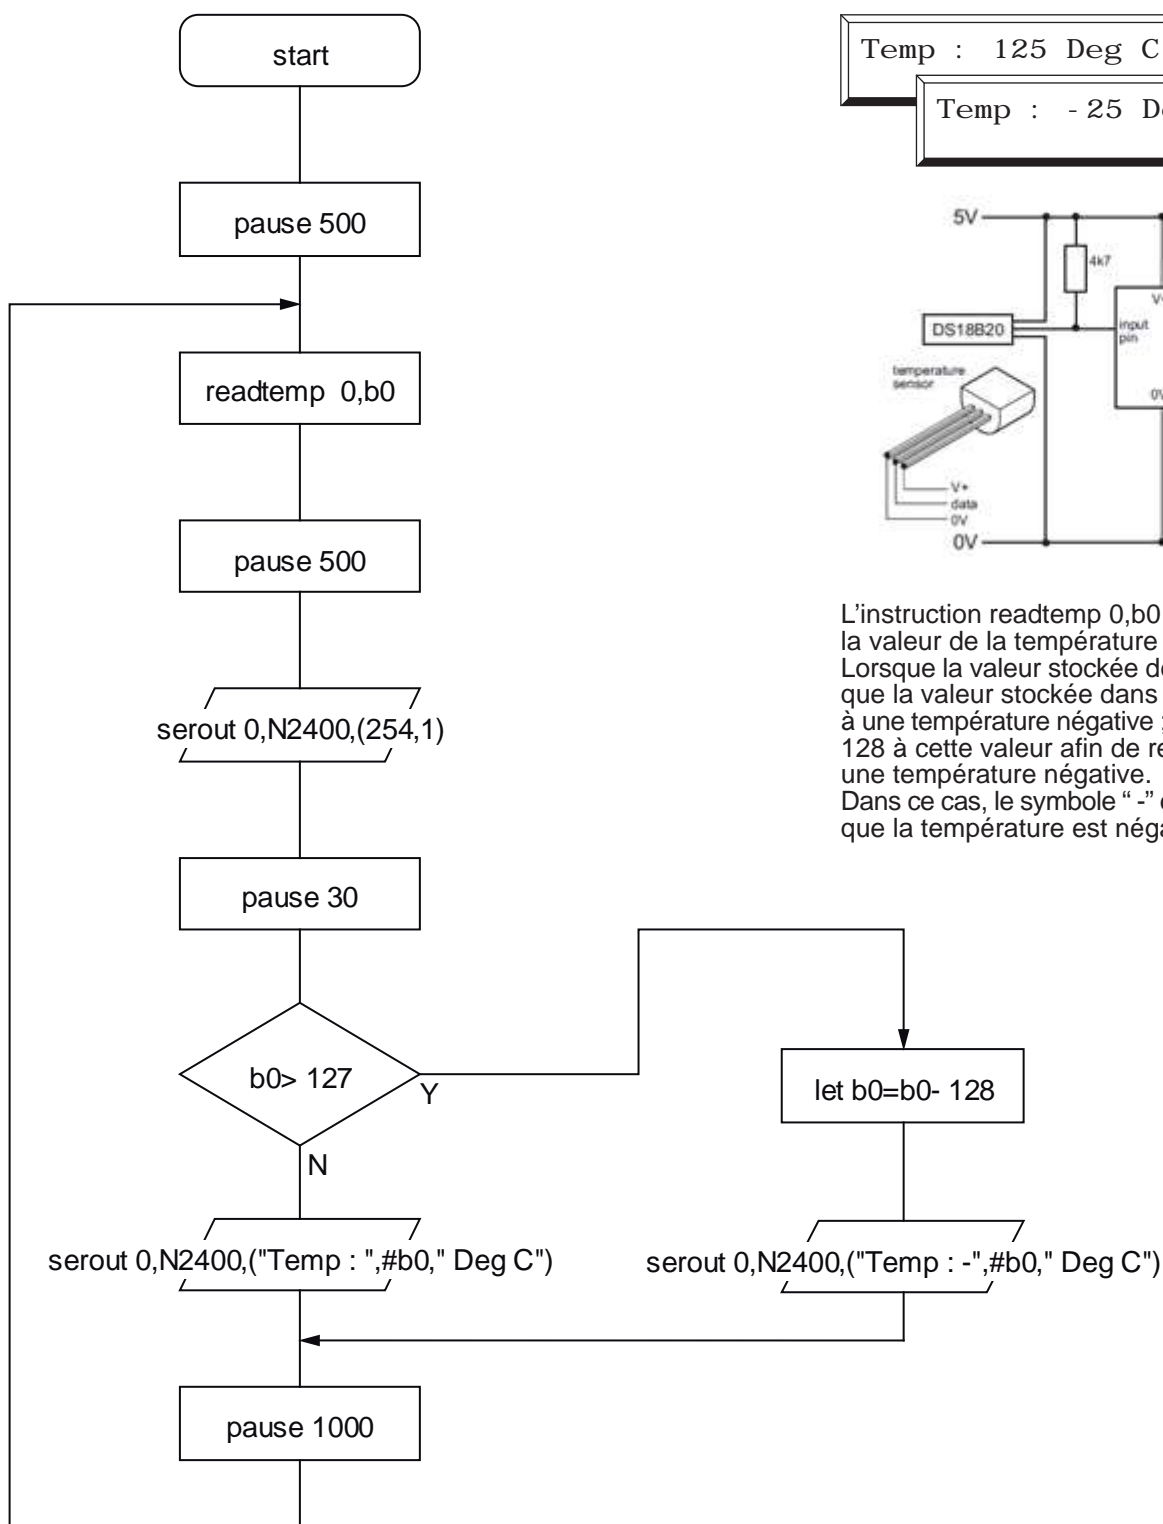 start
pause 500
readtemp 0,b0
pause 500
serout 0,N2400,(254,1)
pause 30
b0> 127
Y
N
let b0=b0- 128
serout 0,N2400,("Temp : ",#b0," Deg C")
serout 0,N2400,("Temp : -",#b0," Deg C")
pause 1000
Temp : 125 Deg C
Temp : - 25
5V
4k7
V+
DS18B20
input
pin
temperature
sensor
0V
V+
data
0V
0V
L'instruction readtemp 0,b0
la valeur de la température
Lorsque la valeur stockée
que la valeur stockée dans
à une température négative ;
128 à cette valeur afin de
une température négative.
Dans ce cas, le symbole “ -”
que la température est